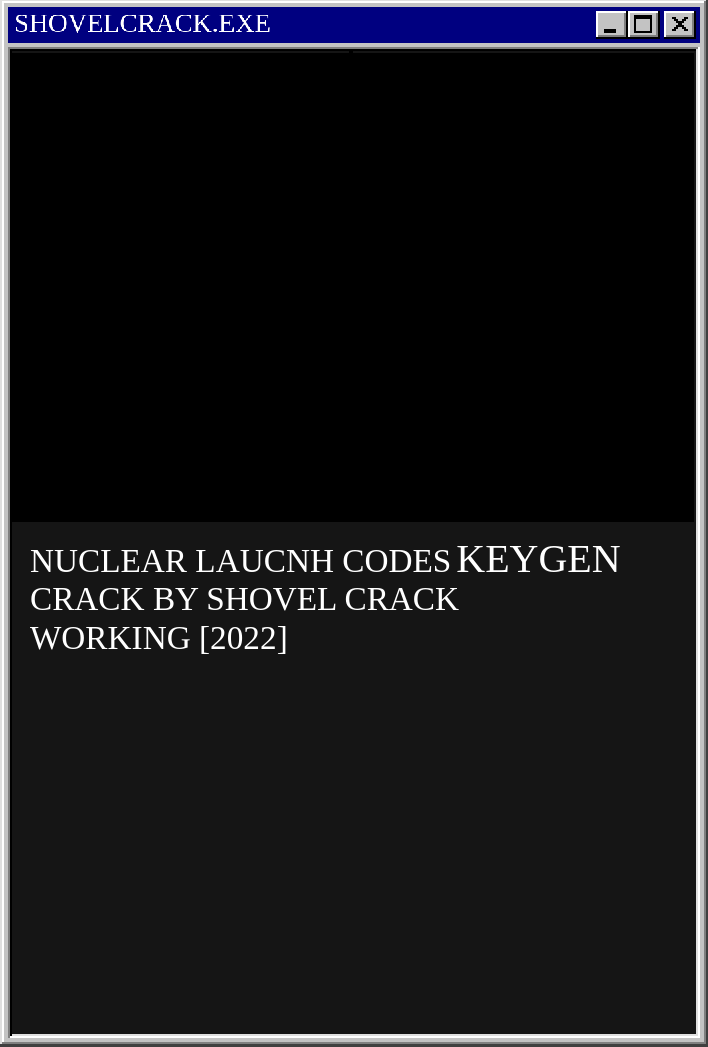 SHOVELCRACK.EXE
NUCLEAR LAUCNH CODES KEYGEN
CRACK BY SHOVEL CRACK
WORKING [2022]